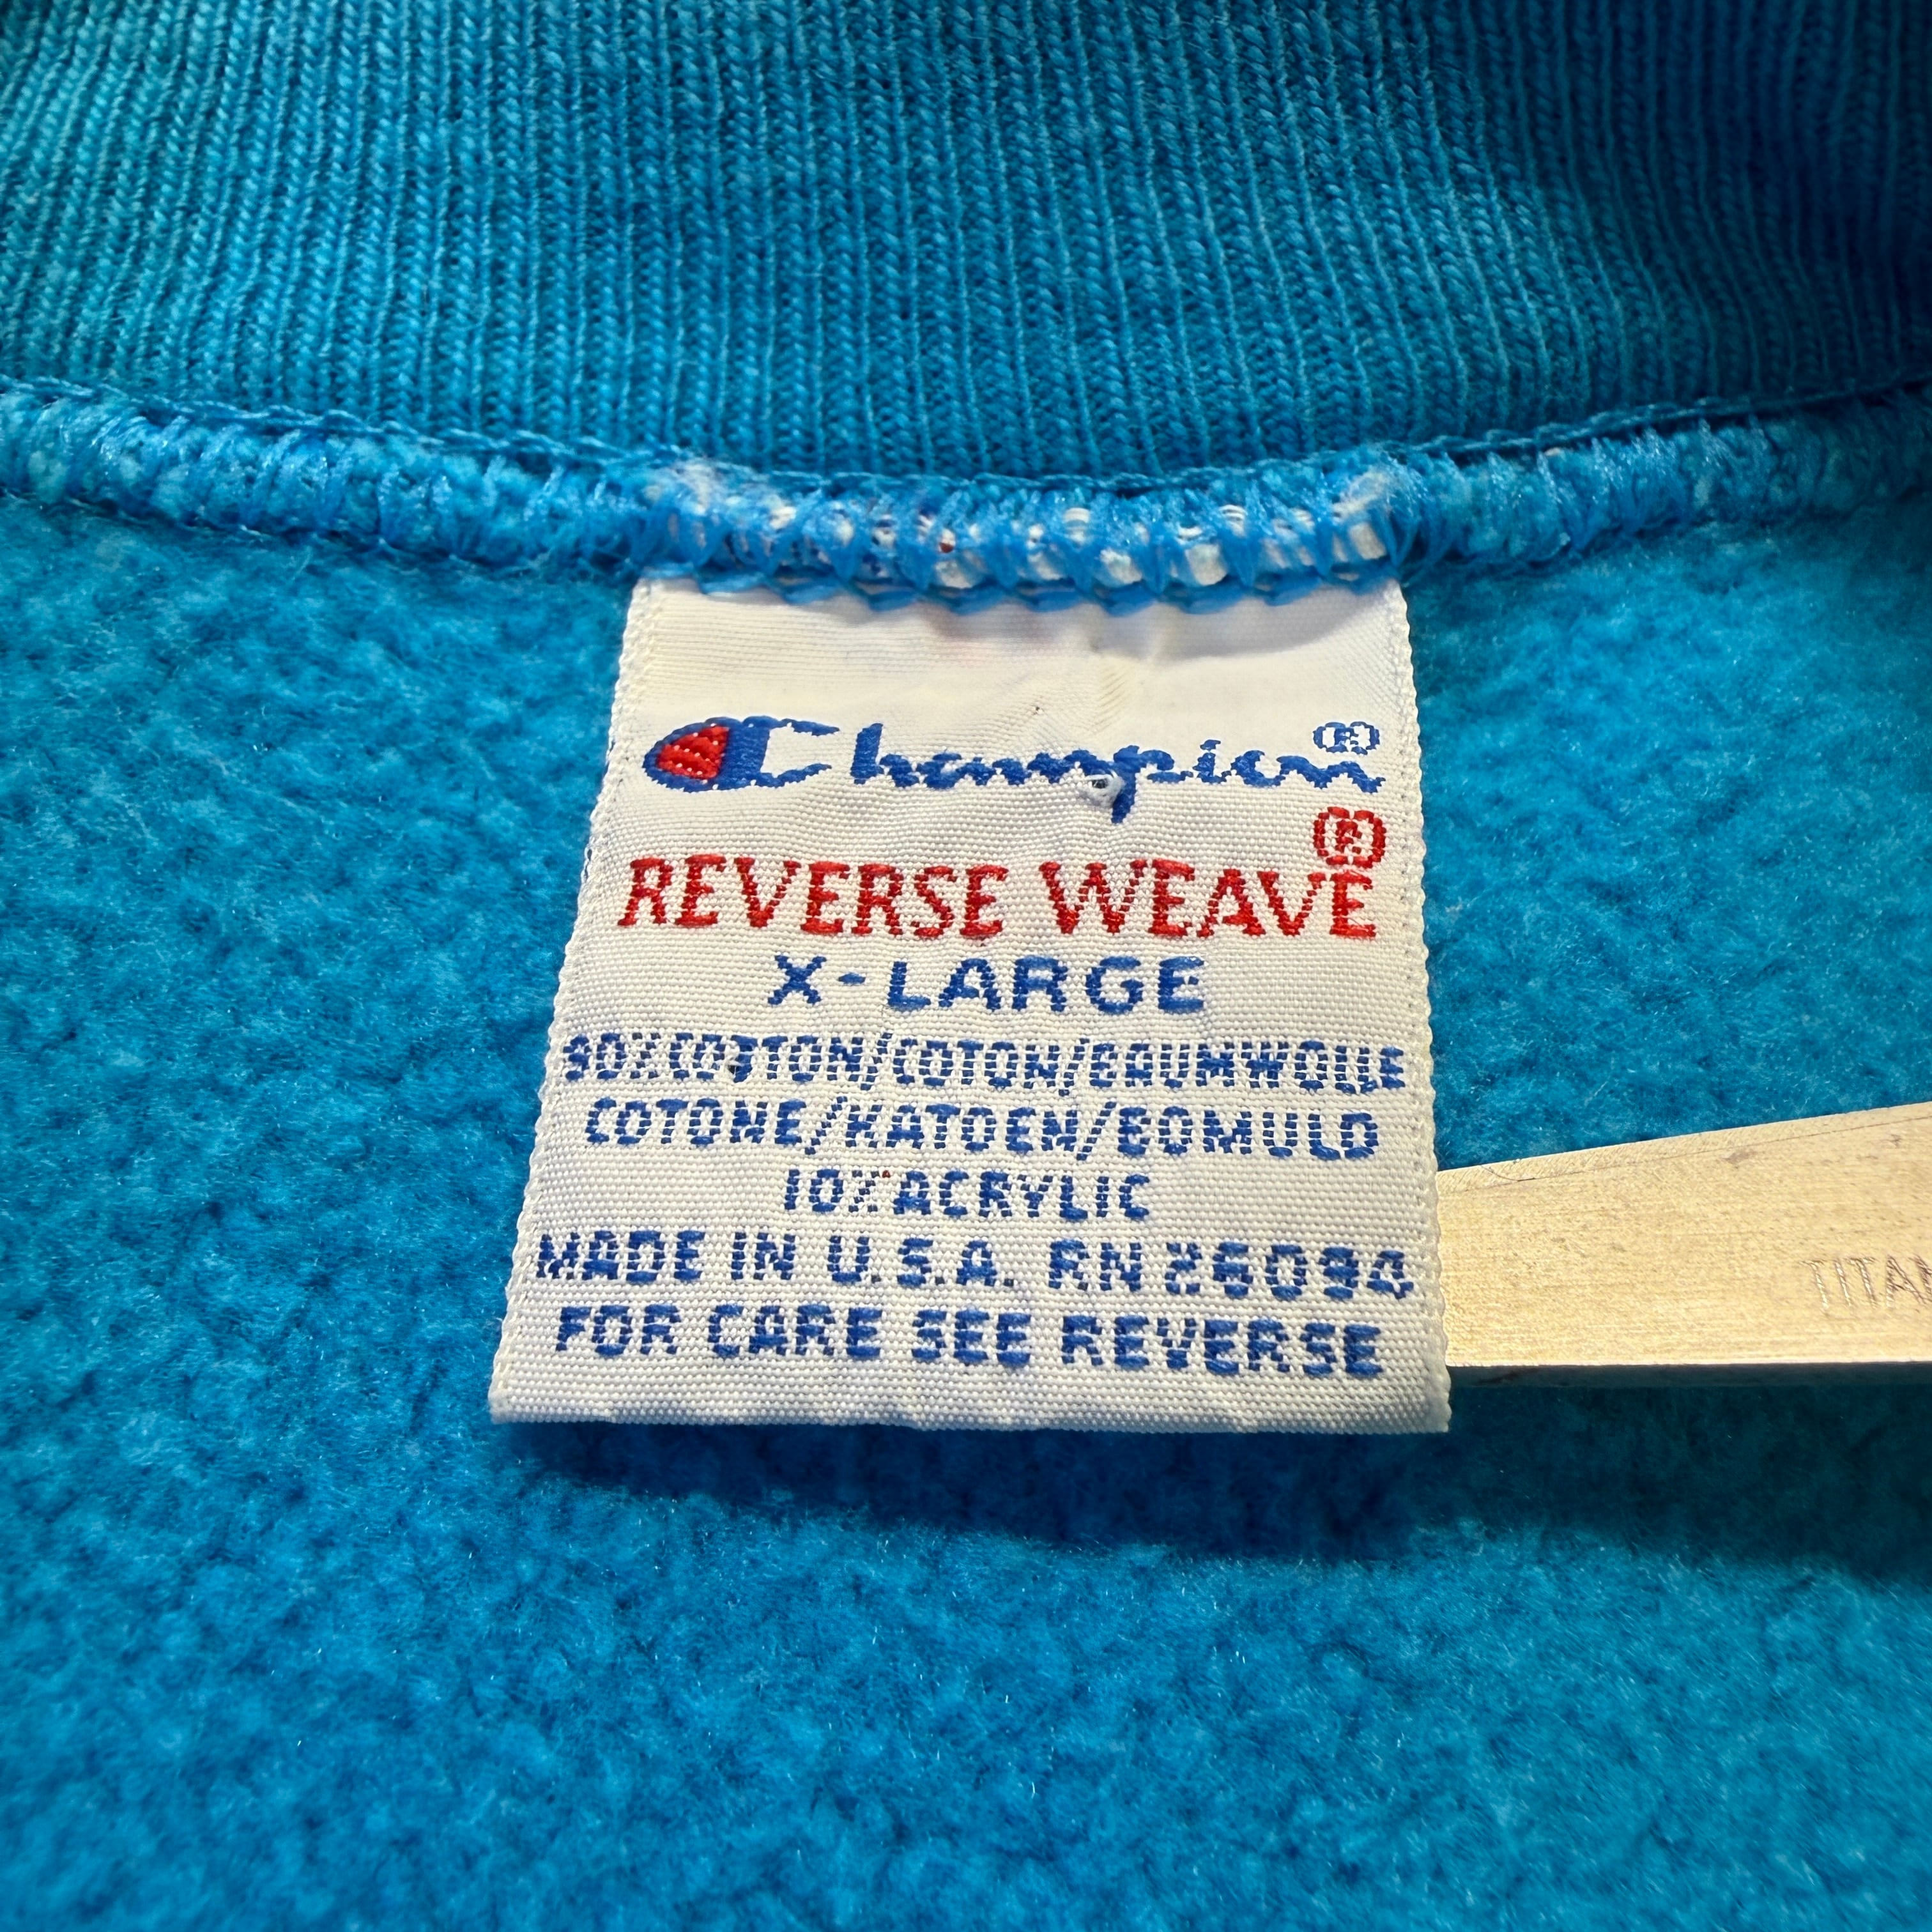 Champion®
REVERSE WEAVE®
X-LARGE
90% COTTON/COTON/BAUMWOLLE
COTONE/KATOEN/BOMULD
10% ACRYLIC
MADE IN U.S.A. RN 26094
FOR CARE SEE REVERSE
TITAN